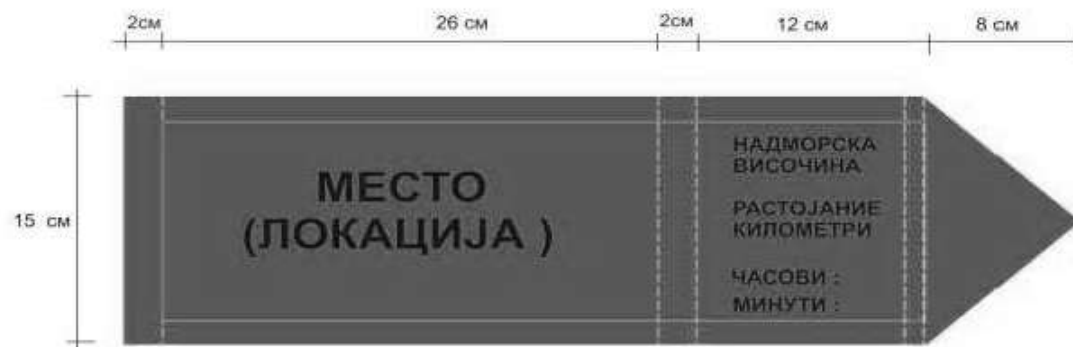 2см 26 см 2см 12 см 8 см
15 см
МЕСТО
(ЛОКАЦИЈА )
НАДМОРСКА
ВИСОЧИНА
РАСТОЈАНИЕ
КИЛОМЕТРИ
ЧАСОВИ :
МИНУТИ :